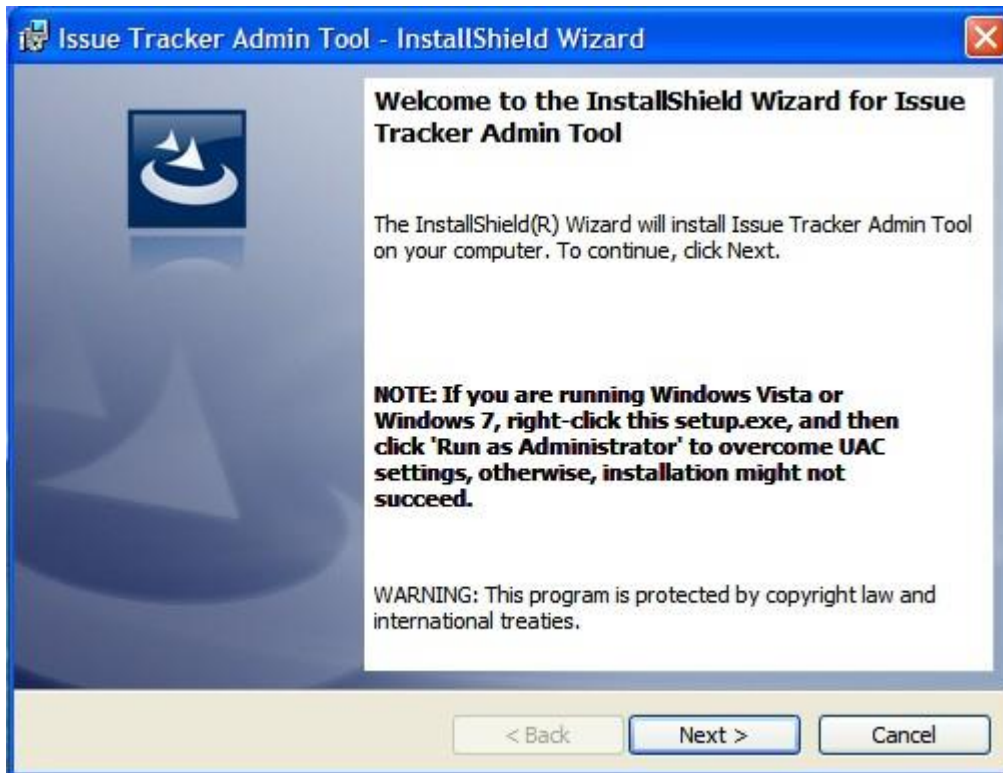 Issue Tracker Admin Tool - InstallShield Wizard
Welcome to the InstallShield Wizard for Issue
Tracker Admin Tool
The InstallShield(R) Wizard will install Issue Tracker Admin Tool
on your computer. To continue, click Next.
NOTE: If you are running Windows Vista or
Windows 7, right-click this setup.exe, and then
click 'Run as Administrator' to overcome UAC
settings, otherwise, installation might not
succeed.
WARNING: This program is protected by copyright law and
international treaties.
< Back Next > Cancel